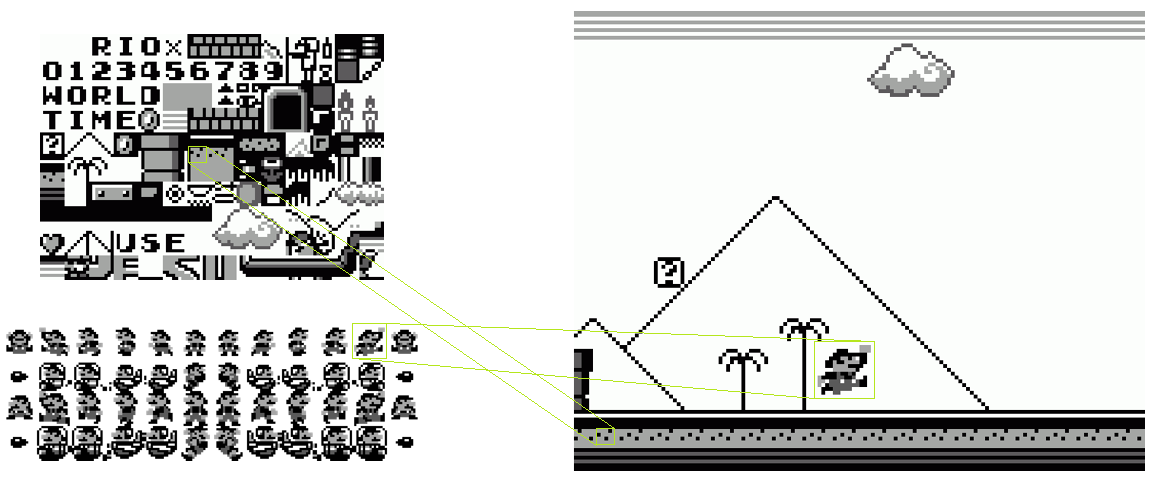 RIO×
0123456789
WORLD
TIME
?
USE
?